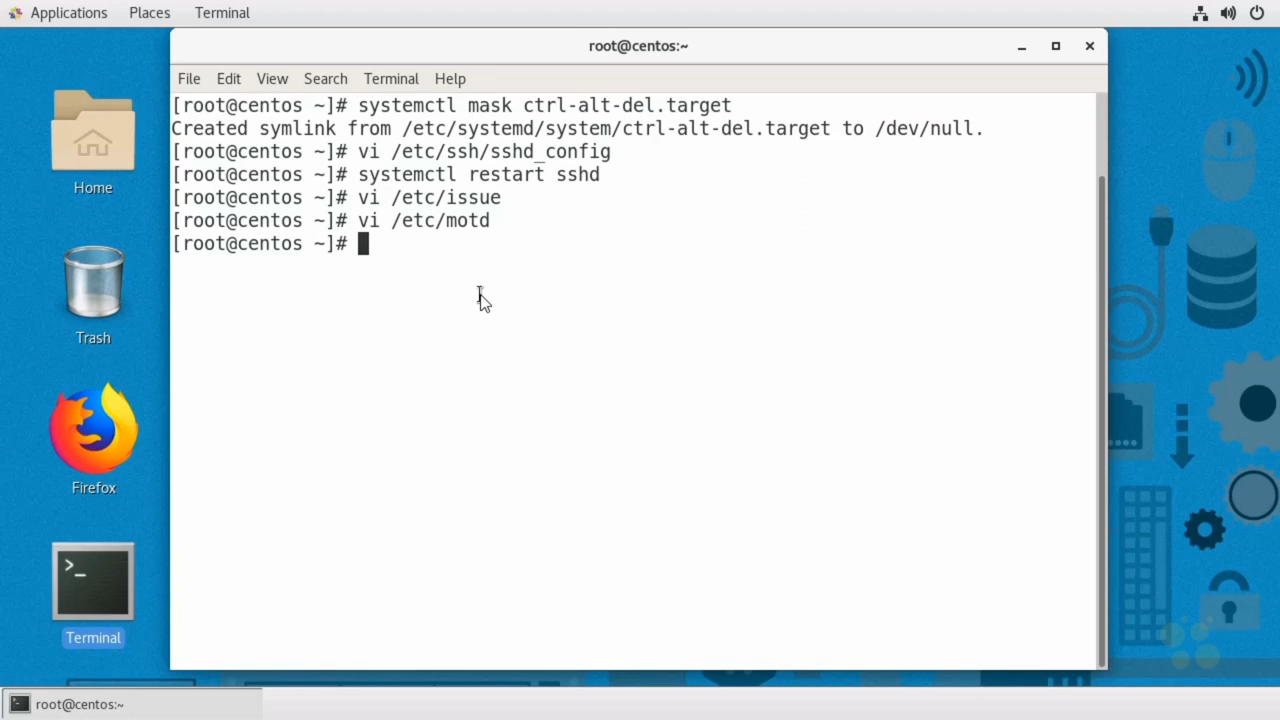 Applications Places Terminal
root@centos:~
File Edit View Search Terminal Help
[root@centos ~]# systemctl mask ctrl-alt-del.target
Created symlink from /etc/systemd/system/ctrl-alt-del.target to /dev/null.
[root@centos ~]# vi /etc/ssh/sshd_config
[root@centos ~]# systemctl restart sshd
[root@centos ~]# vi /etc/issue
[root@centos ~]# vi /etc/motd
[root@centos ~]#
Home
Trash
Firefox
>_
Terminal
root@centos:~